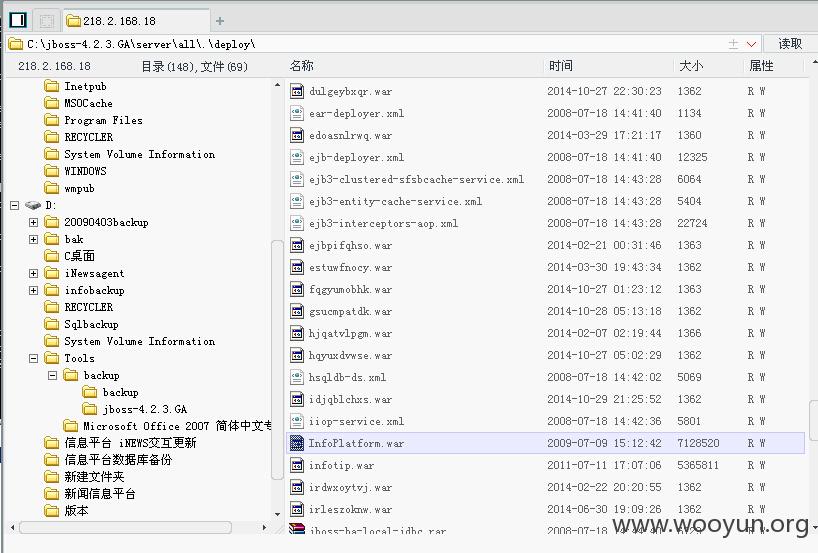 218.2.168.18
C:\jboss-4.2.3.GA\server\all\.\deploy\ 读取
218.2.168.18 目录(148),文件(69) 名称 时间 大小 属性
Inetpub
MSOCache
Program Files
RECYCLER
System Volume Information
WINDOWS
wmpub
D:
20090403backup
bak
C桌面
iNewsagent
infobackup
RECYCLER
Sqlbackup
System Volume Information
Tools
backup
backup
jboss-4.2.3.GA
Microsoft Office 2007 简体中文专
信息平台 iNEWS交互更新
信息平台数据库备份
新建文件夹
新闻信息平台
版本
dulgeybxqr.war 2014-10-27 22:30:23 1362 R W
ear-deployer.xml 2008-07-18 14:41:40 1134 R W
edoasnlrwq.war 2014-03-29 17:21:17 1360 R W
ejb-deployer.xml 2008-07-18 14:41:40 12325 R W
ejb3-clustered-sfsbcache-service.xml 2008-07-18 14:43:28 6064 R W
ejb3-entity-cache-service.xml 2008-07-18 14:43:28 5404 R W
ejb3-interceptors-aop.xml 2008-07-18 14:43:28 22724 R W
ejbpifqhso.war 2014-02-21 00:31:46 1363 R W
estuwfnocy.war 2014-03-30 19:43:34 1362 R W
fqgyumobhk.war 2014-10-27 01:23:12 1363 R W
gsucmpatdk.war 2014-10-28 05:13:18 1362 R W
hjqatvlpgm.war 2014-02-07 02:19:44 1366 R W
hqyuxdvwse.war 2014-10-27 05:02:29 1362 R W
hsqldb-ds.xml 2008-07-18 14:42:02 5069 R W
idjqblchxs.war 2014-10-29 21:25:52 1362 R W
iiop-service.xml 2008-07-18 14:42:36 5801 R W
InfoPlatform.war 2009-07-09 15:12:42 7128520 R W
infotip.war 2011-07-11 17:07:06 5365811 R W
irdwxoytvj.war 2014-02-22 20:20:55 1362 R W
irleszoknw.war 2014-06-30 19:09:26 1362 R W
jboss-ha-local-jdbc.rar 2008-07-18
www.wooyun.org